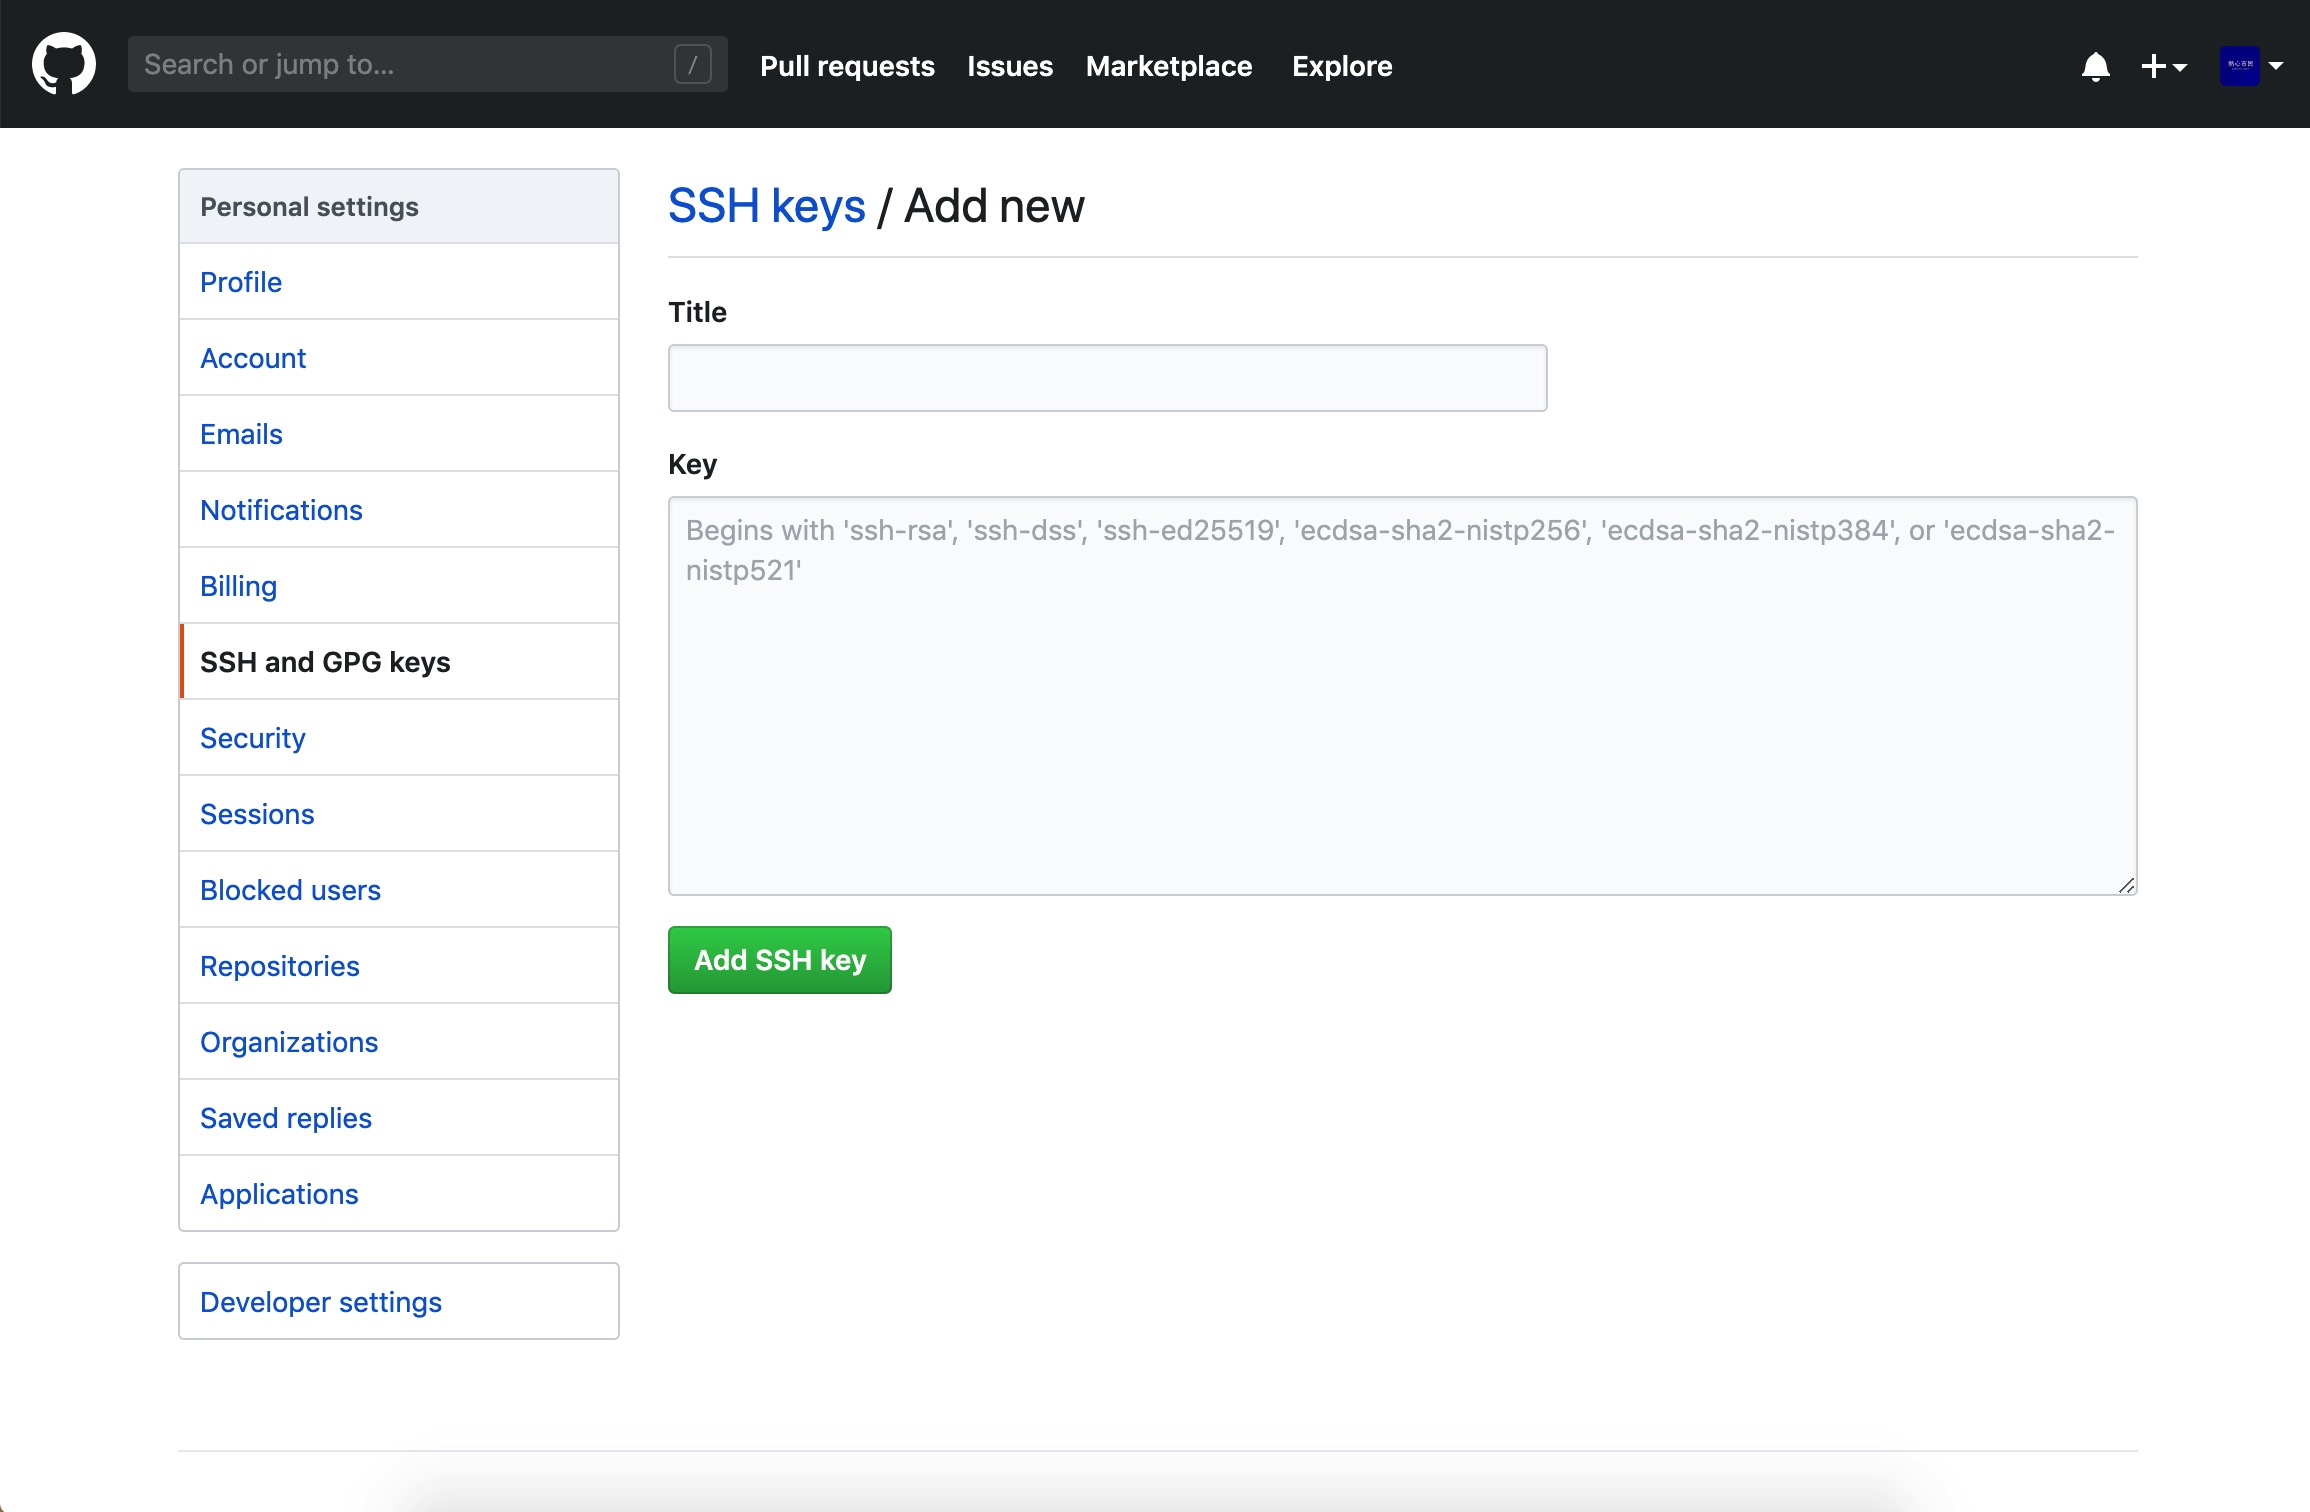 Search or jump to...
/
Pull requests
Issues
Marketplace
Explore
Personal settings
Profile
Account
Emails
Notifications
Billing
SSH and GPG keys
Security
Sessions
Blocked users
Repositories
Organizations
Saved replies
Applications
Developer settings
SSH keys / Add new
Title
Key
Begins with 'ssh-rsa', 'ssh-dss', 'ssh-ed25519', 'ecdsa-sha2-nistp256', 'ecdsa-sha2-nistp384', or 'ecdsa-sha2-
nistp521'
Add SSH key